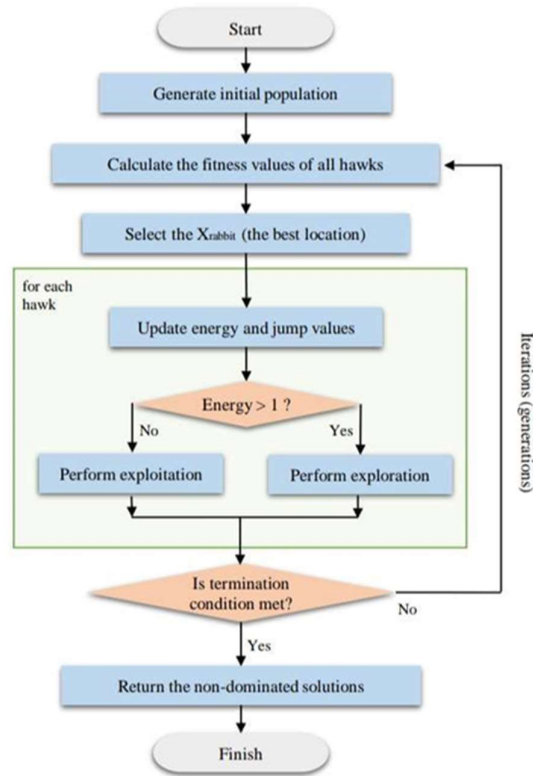 Start
Generate initial population
Calculate the fitness values of all hawks
Select the Xrabbit (the best location)
for each
hawk
Update energy and jump values
Energy > 1 ?
No
Yes
Perform exploitation
Perform exploration
Iterations (generations)
Is termination
condition met?
No
Yes
Return the non-dominated solutions
Finish